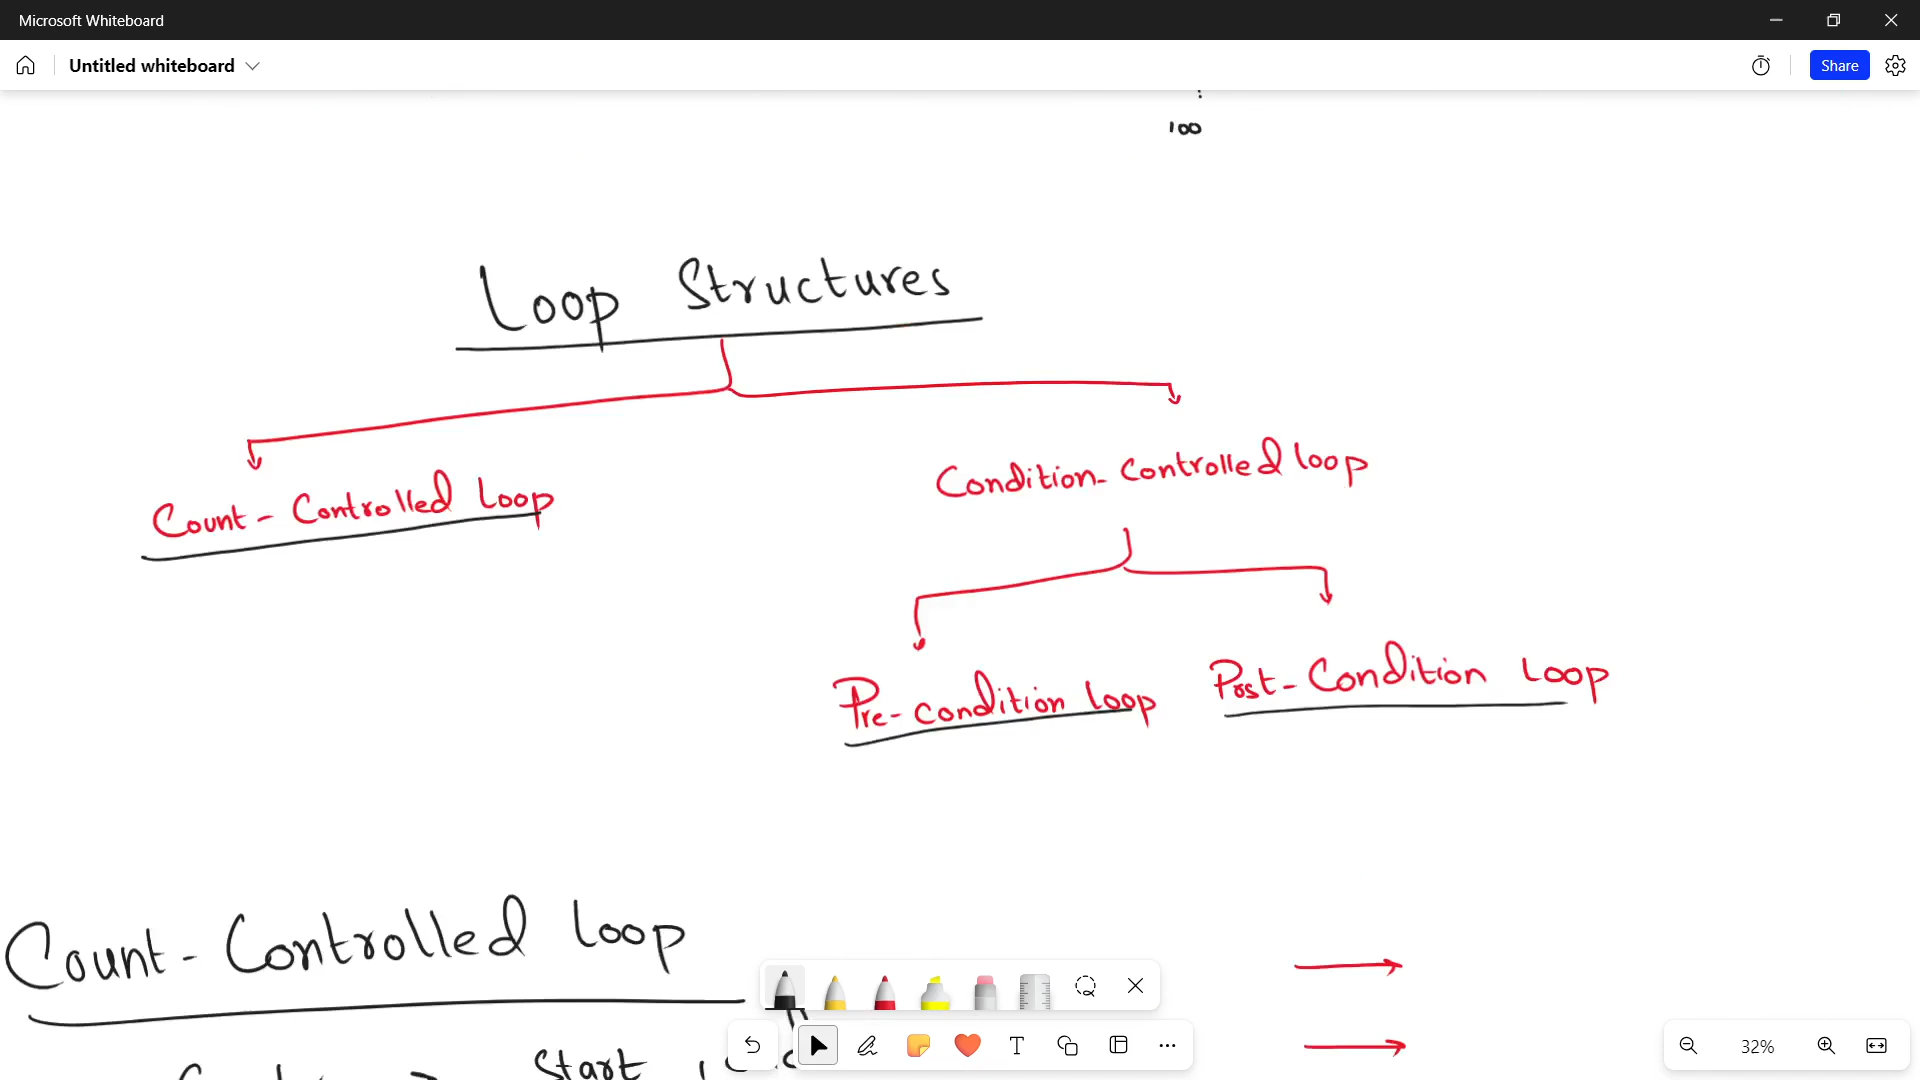 Microsoft Whiteboard
Untitled whiteboard
Share
:
100
Loop Structures
Count-Controlled Loop
Condition-Controlled loop
Pre-condition loop
Post-Condition Loop
Count-Controlled loop
Start
32%